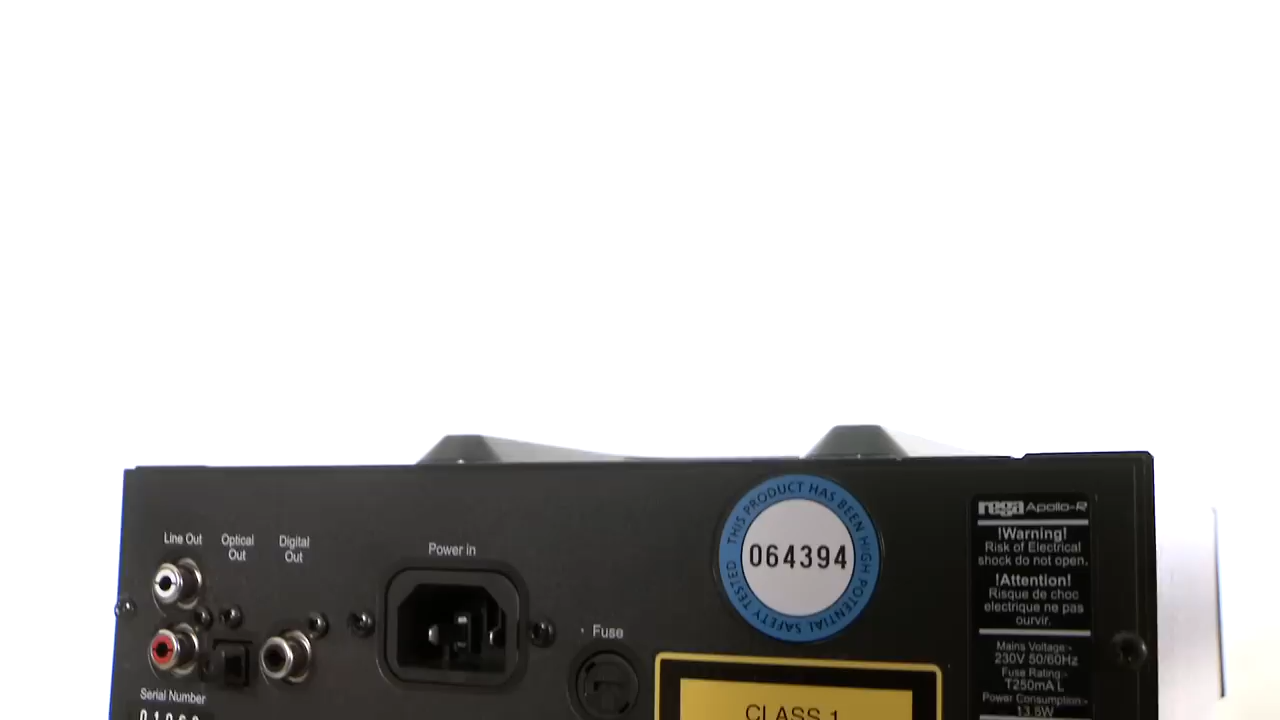 Line Out
Optical
Out
Digital
Out
Power in
Fuse
Serial Number
THIS PRODUCT HAS BEEN HIGH POTENTIAL SAFETY TESTED
064394
CLASS 1
rega Apollo-R
!Warning!
Risk of Electrical
shock do not open.
!Attention!
Risque de choc
electrique ne pas
ourvir.
Mains Voltage:-
230V 50/60Hz
Fuse Rating:-
T250mA L
Power Consumption:-
13.5W